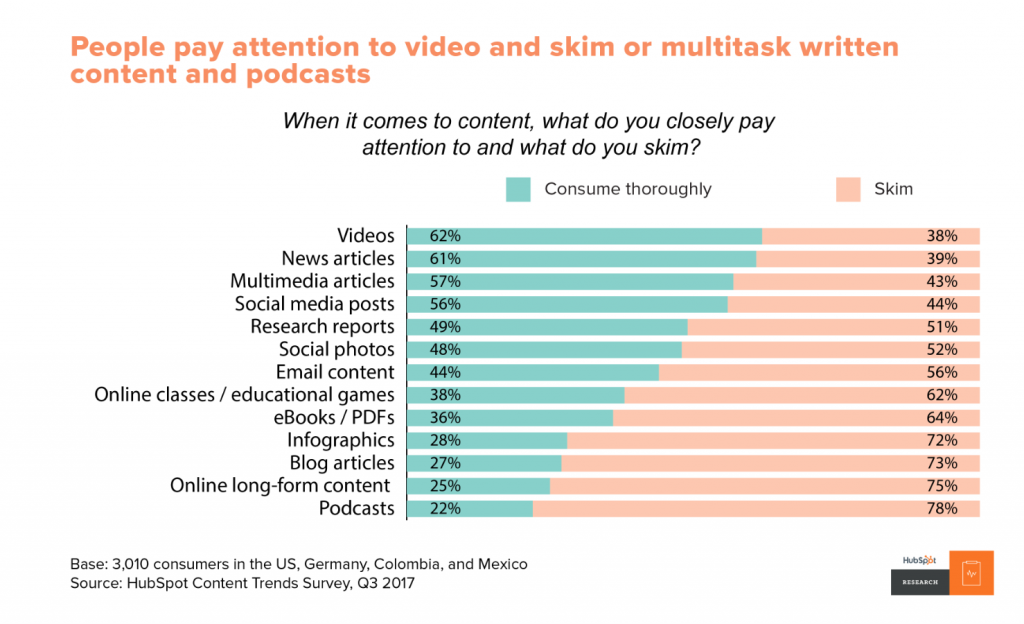 People pay attention to video and skim or multitask written
content and podcasts
When it comes to content, what do you closely pay
attention to and what do you skim?
Consume thoroughly Skim
Videos 62% 38%
News articles 61% 39%
Multimedia articles 57% 43%
Social media posts 56% 44%
Research reports 49% 51%
Social photos 48% 52%
Email content 44% 56%
Online classes / educational games 38% 62%
eBooks / PDFs 36% 64%
Infographics 28% 72%
Blog articles 27% 73%
Online long-form content 25% 75%
Podcasts 22% 78%
Base: 3,010 consumers in the US, Germany, Colombia, and Mexico
Source: HubSpot Content Trends Survey, Q3 2017
HubSpot
RESEARCH